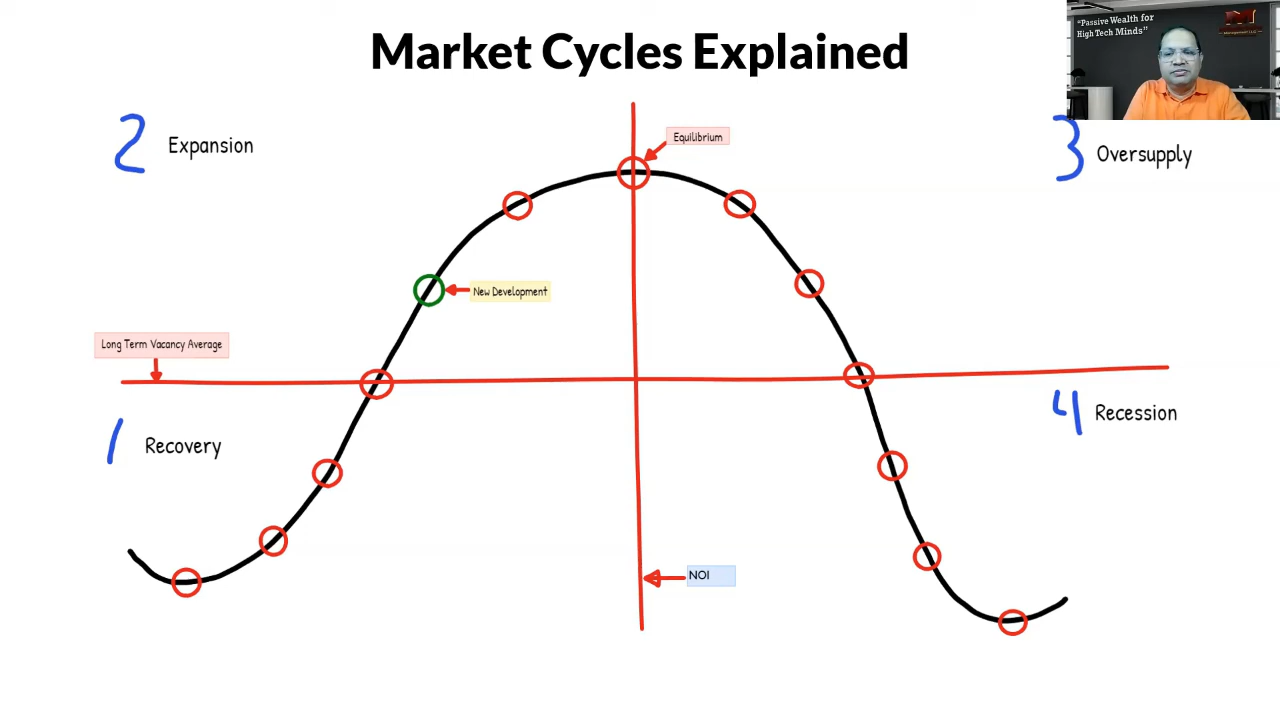 Market Cycles Explained
"Passive Wealth for
High Tech Minds"
2 Expansion
Equilibrium
3 Oversupply
New Development
Long Term Vacancy Average
1 Recovery
4 Recession
NOI